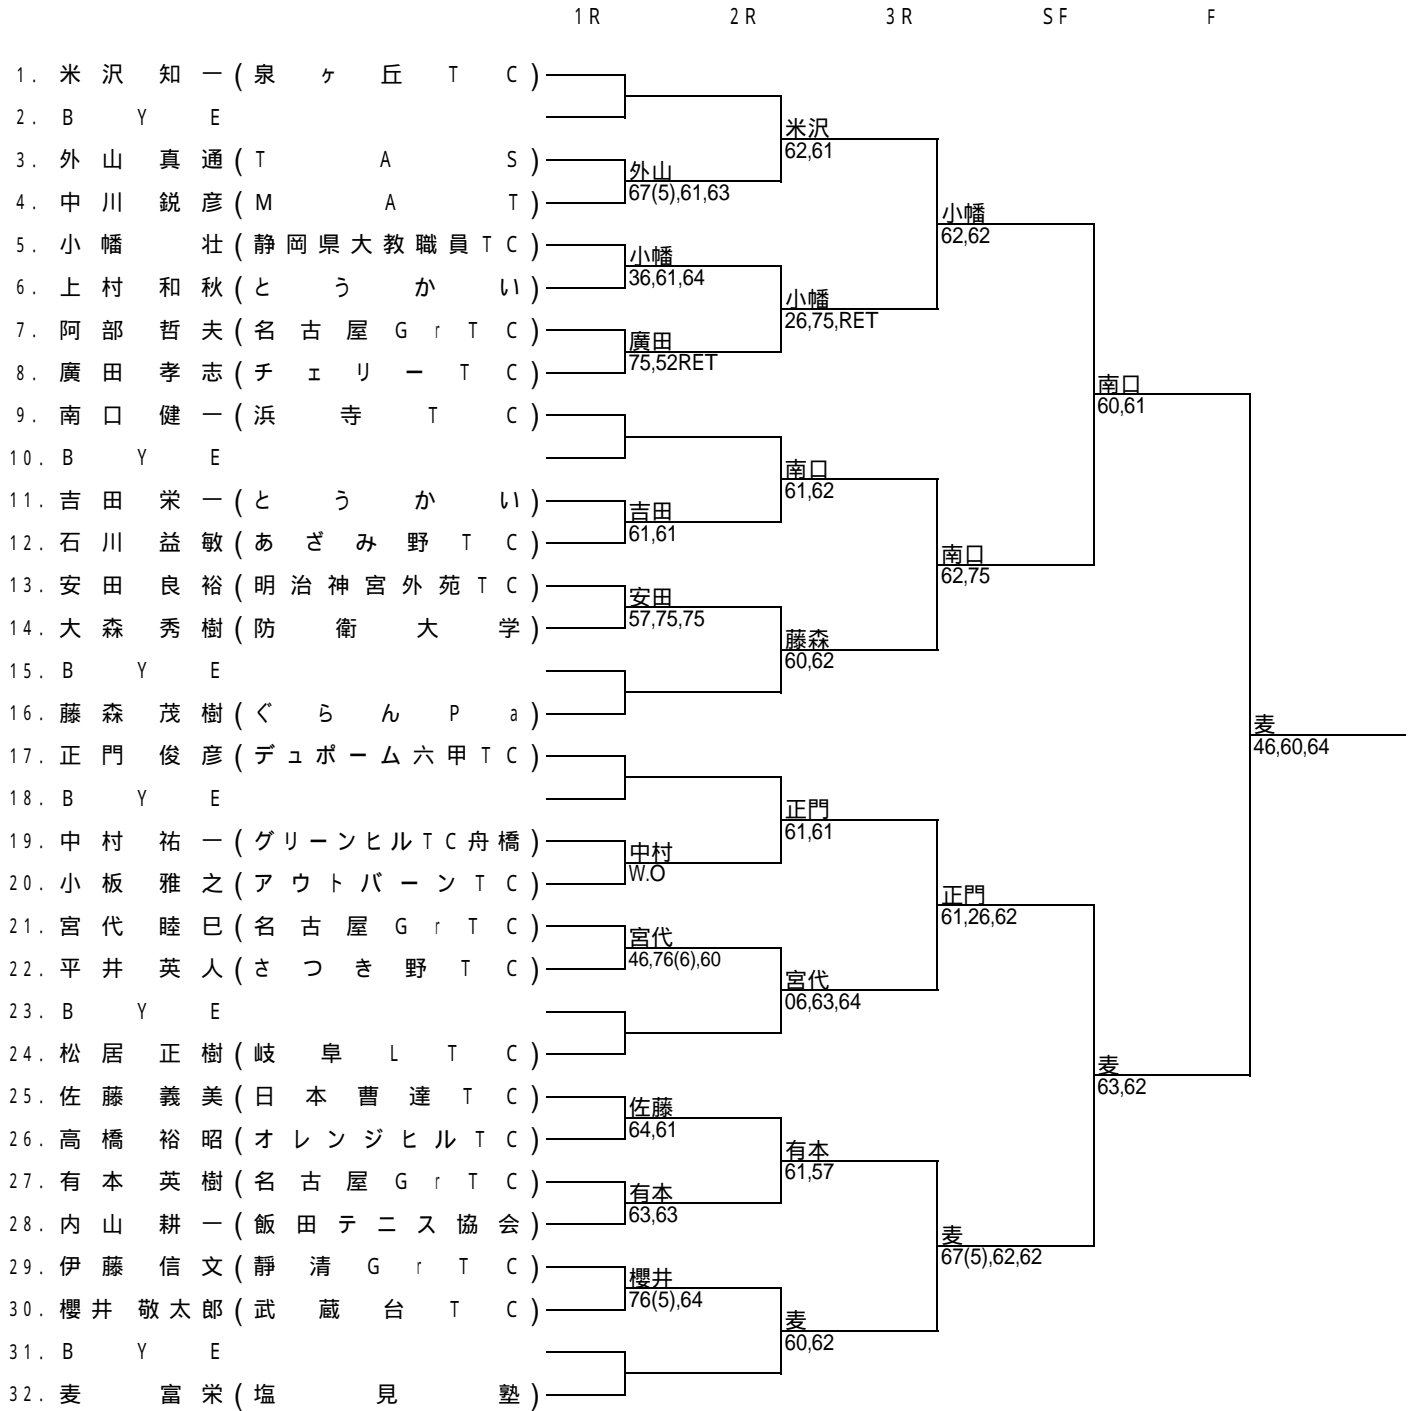 1R 2R 3R SF F
1. 米沢 知一 (泉ヶ丘TC)
2. BYE
米沢
62,61
3. 外山 真通 (TAS)
外山
67(5),61,63
4. 中川 鋭彦 (MAT)
小幡
62,62
5. 小幡 壮 (静岡県大教職員TC)
小幡
36,61,64
6. 上村 和秋 (とうかい)
小幡
26,75,RET
7. 阿部 哲夫 (名古屋GrTC)
廣田
75,52RET
8. 廣田 孝志 (チェリーTC)
南口
60,61
9. 南口 健一 (浜寺TC)
10. BYE
南口
61,62
11. 吉田 栄一 (とうかい)
吉田
61,61
12. 石川 益敏 (あざみ野TC)
南口
62,75
13. 安田 良裕 (明治神宮外苑TC)
安田
57,75,75
14. 大森 秀樹 (防衛大学)
藤森
60,62
15. BYE
16. 藤森 茂樹 (ぐらんPa)
麦
46,60,64
17. 正門 俊彦 (デュポーム六甲TC)
18. BYE
正門
61,61
19. 中村 祐一 (グリーンヒルTC舟橋)
中村
W.O
20. 小板 雅之 (アウトバーンTC)
正門
61,26,62
21. 宮代 睦巳 (名古屋GrTC)
宮代
46,76(6),60
22. 平井 英人 (さつき野TC)
宮代
06,63,64
23. BYE
24. 松居 正樹 (岐阜LTC)
麦
63,62
25. 佐藤 義美 (日本曹達TC)
佐藤
64,61
26. 高橋 裕昭 (オレンジヒルTC)
有本
61,57
27. 有本 英樹 (名古屋GrTC)
有本
63,63
28. 内山 耕一 (飯田テニス協会)
麦
67(5),62,62
29. 伊藤 信文 (靜清GrTC)
櫻井
76(5),64
30. 櫻井 敬太郎 (武蔵台TC)
麦
60,62
31. BYE
32. 麦 富栄 (塩見塾)